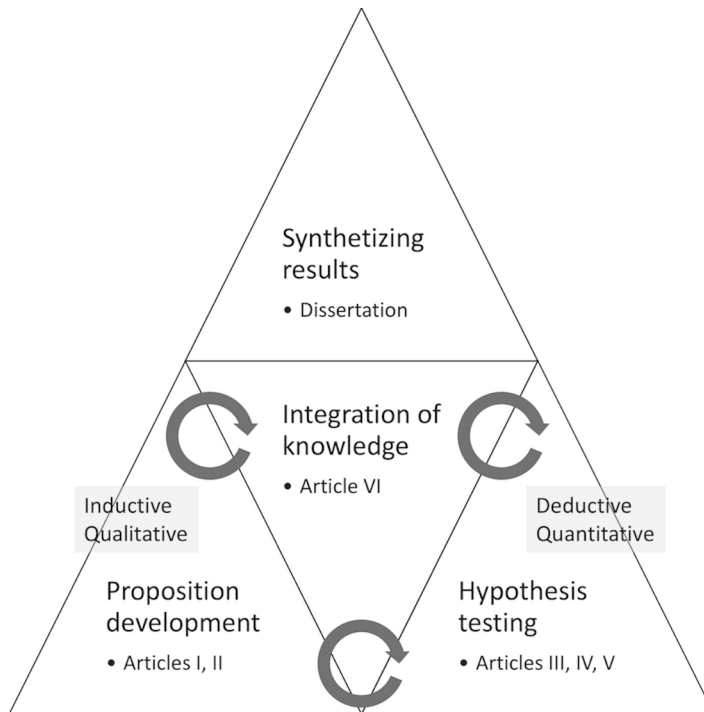 Synthetizing
results
• Dissertation
Integration of
knowledge
• Article VI
Inductive
Qualitative
Deductive
Quantitative
Proposition
development
• Articles I, II
Hypothesis
testing
• Articles III, IV, V